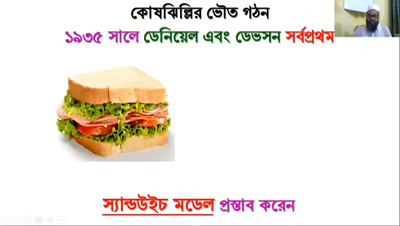 কোষঝিল্লির ভৌত গঠন
১৯৩৫ সালে ডেনিয়েল এবং ডেভসন সর্বপ্রথম
স্যান্ডউইচ মডেল প্রস্তাব করেন